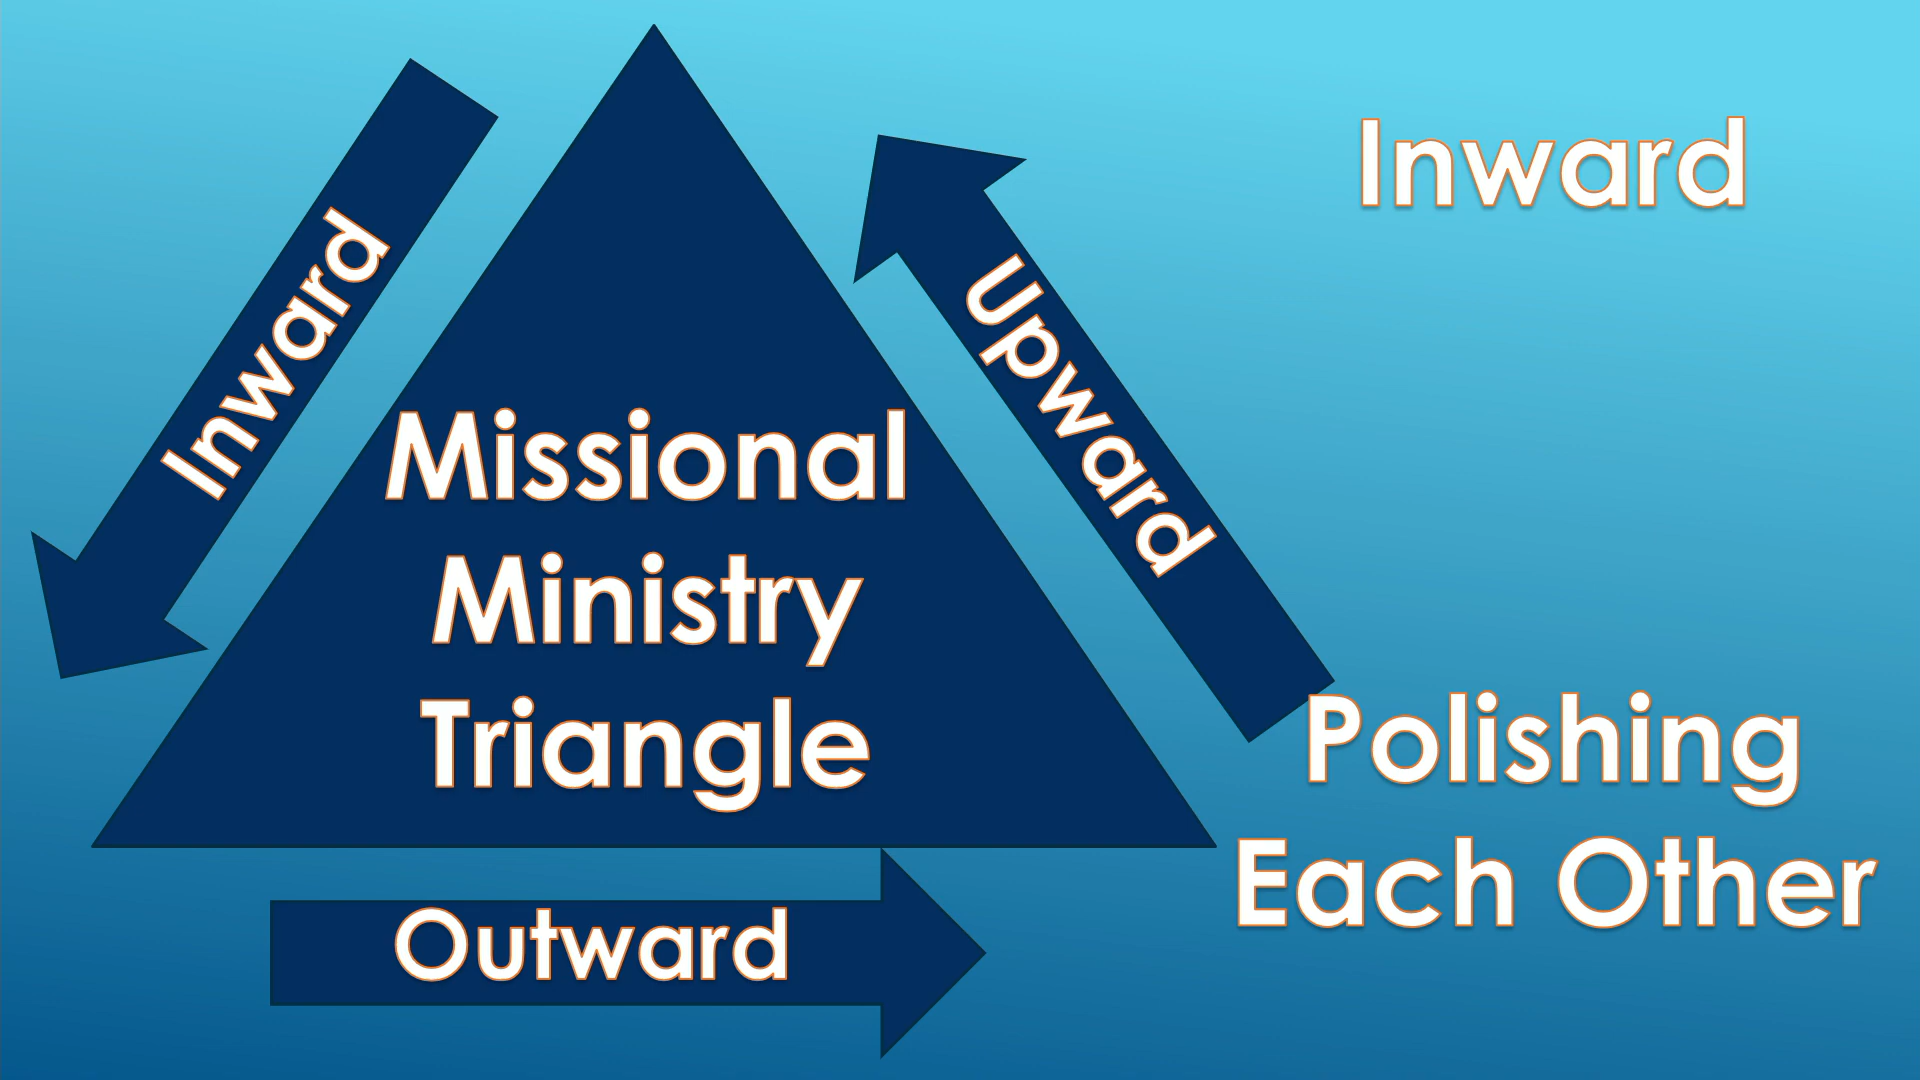 Inward
Upward
Missional
Ministry
Triangle
Outward
Inward
Polishing
Each Other